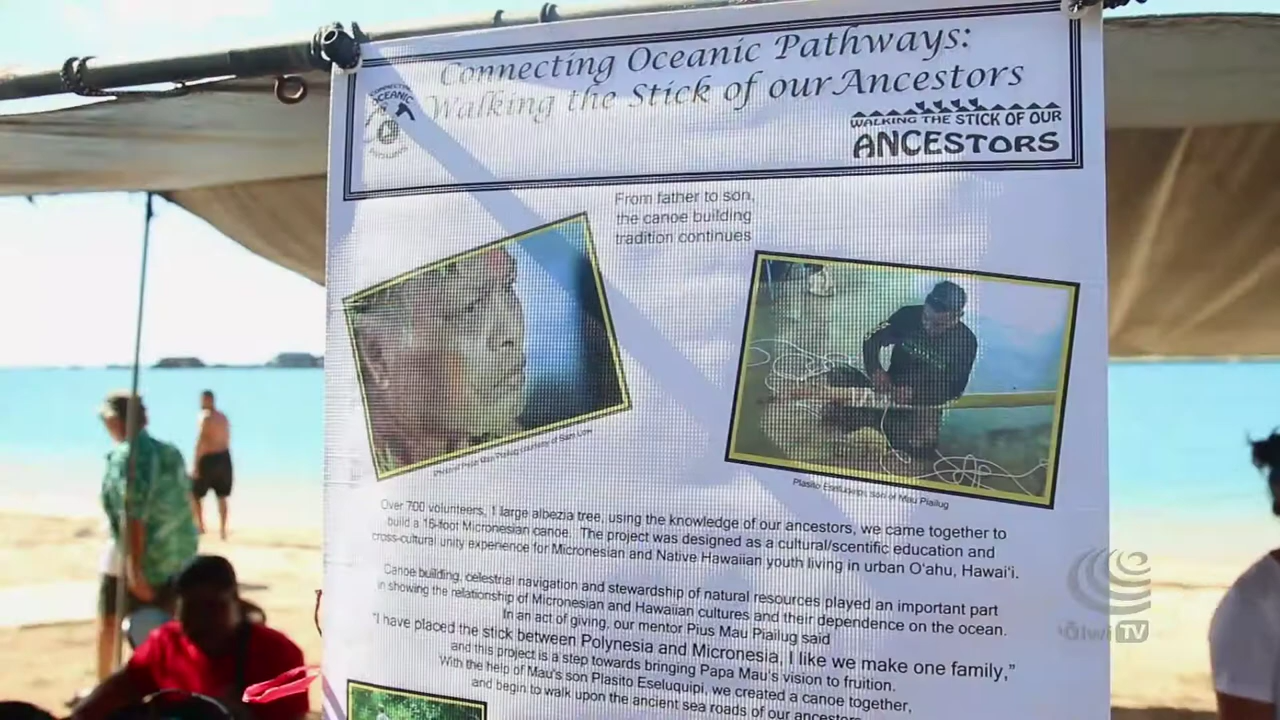 Connecting Oceanic Pathways:
Walking the Stick of our Ancestors
CONNECTING
OCEANIC
WALKING THE STICK OF OUR
ANCESTORS
From father to son,
the canoe building
tradition continues
Plasito Eseluquipi, son of Mau Piailug
Over 700 volunteers, 1 large albezia tree, using the knowledge of our ancestors, we came together to
build a 16-foot Micronesian canoe. The project was designed as a cultural/scientific education and
cross-cultural unity experience for Micronesian and Native Hawaiian youth living in urban O'ahu, Hawai'i.
Canoe building, celestrial navigation and stewardship of natural resources played an important part
in showing the relationship of Micronesian and Hawaiian cultures and their dependence on the ocean.
In an act of giving, our mentor Pius Mau Piailug said
"I have placed the stick between Polynesia and Micronesia, I like we make one family,"
and this project is a step towards bringing Papa Mau's vision to fruition.
With the help of Mau's son Plasito Eseluquipi, we created a canoe together,
and begin to walk upon the ancient sea roads of our ancestors
ʻōiwi TV